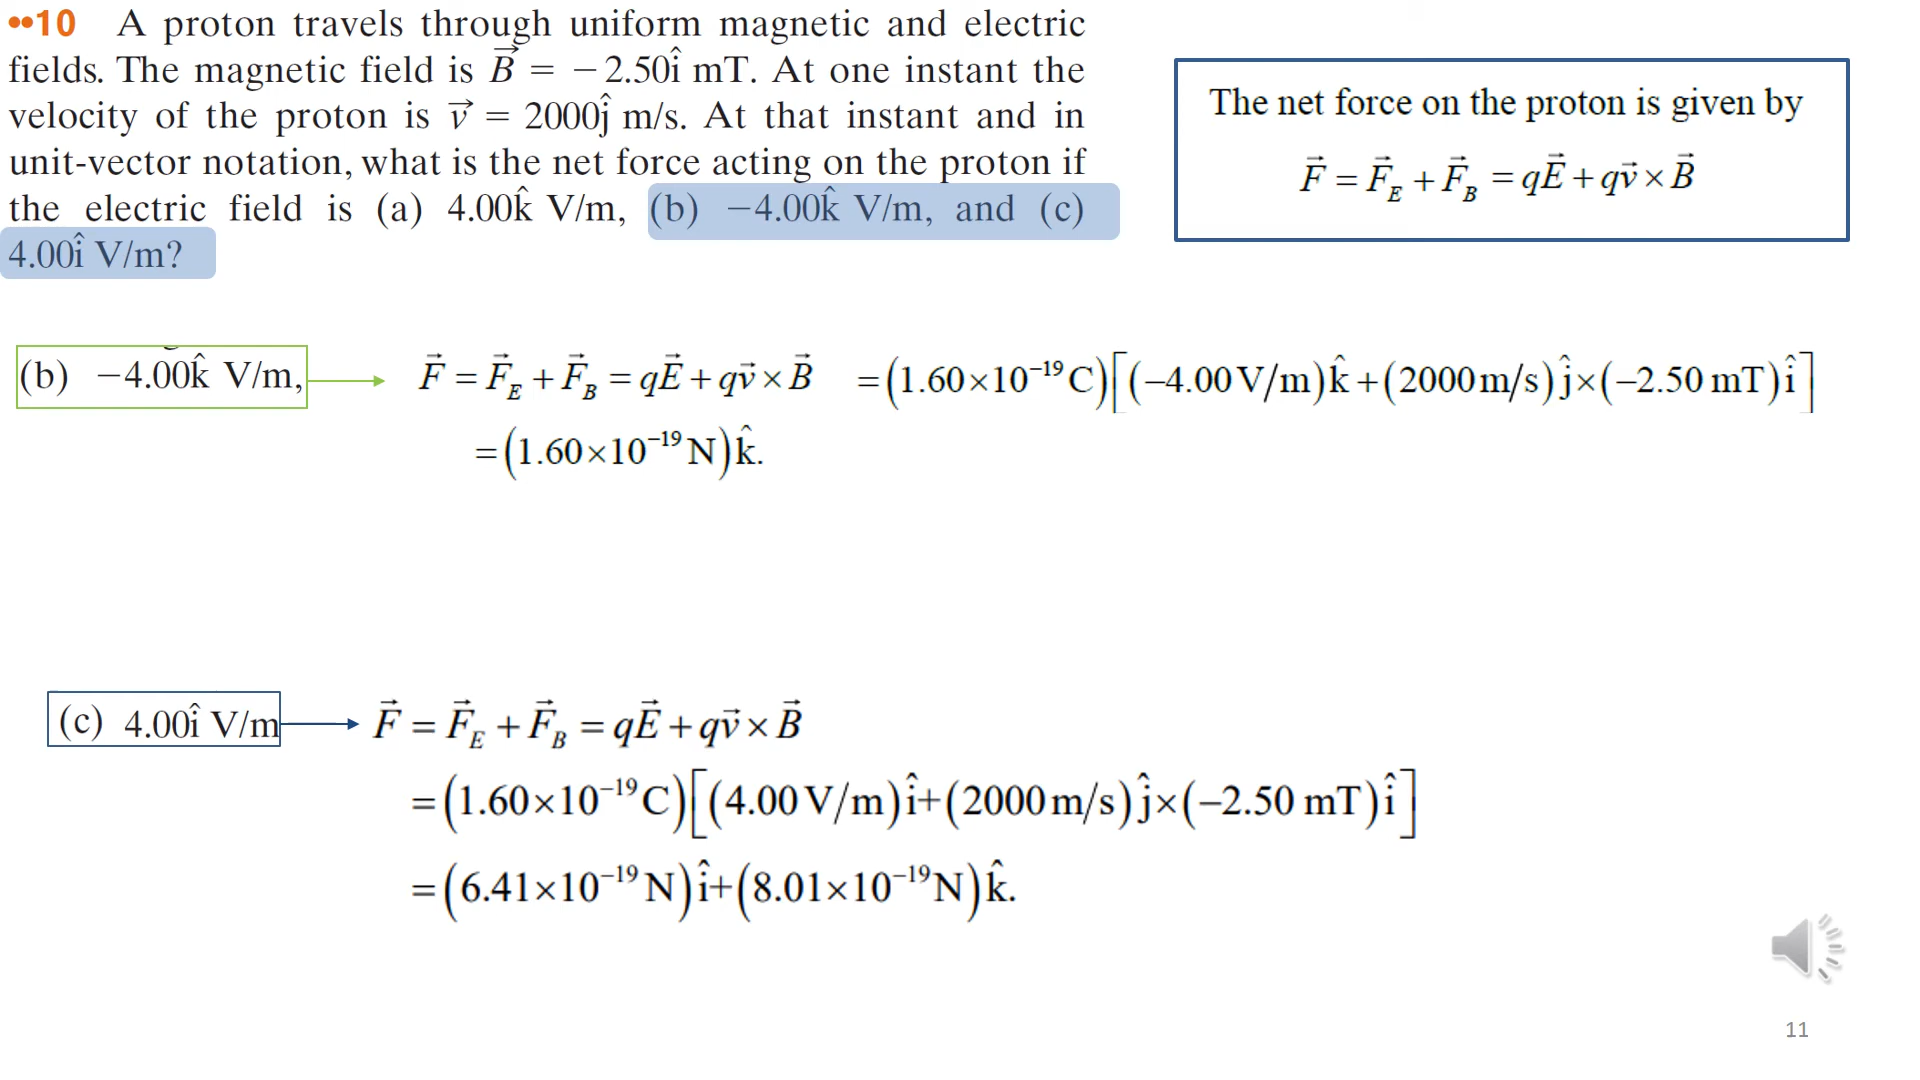 ••10 A proton travels through uniform magnetic and electric
fields. The magnetic field is B⃗ = −2.50î mT. At one instant the
velocity of the proton is v⃗ = 2000ĵ m/s. At that instant and in
unit-vector notation, what is the net force acting on the proton if
the electric field is (a) 4.00k̂ V/m, (b) −4.00k̂ V/m, and (c)
4.00î V/m?
The net force on the proton is given by
F⃗ = F⃗_E + F⃗_B = qE⃗ + qv⃗ × B⃗
(b) −4.00k̂ V/m, F⃗ = F⃗_E + F⃗_B = qE⃗ + qv⃗ × B⃗ = (1.60×10⁻¹⁹ C)[(−4.00 V/m)k̂ + (2000 m/s)ĵ × (−2.50 mT)î]
= (1.60×10⁻¹⁹ N)k̂.
(c) 4.00î V/m F⃗ = F⃗_E + F⃗_B = qE⃗ + qv⃗ × B⃗
= (1.60×10⁻¹⁹ C)[(4.00 V/m)î + (2000 m/s)ĵ × (−2.50 mT)î]
= (6.41×10⁻¹⁹ N)î + (8.01×10⁻¹⁹ N)k̂.
11